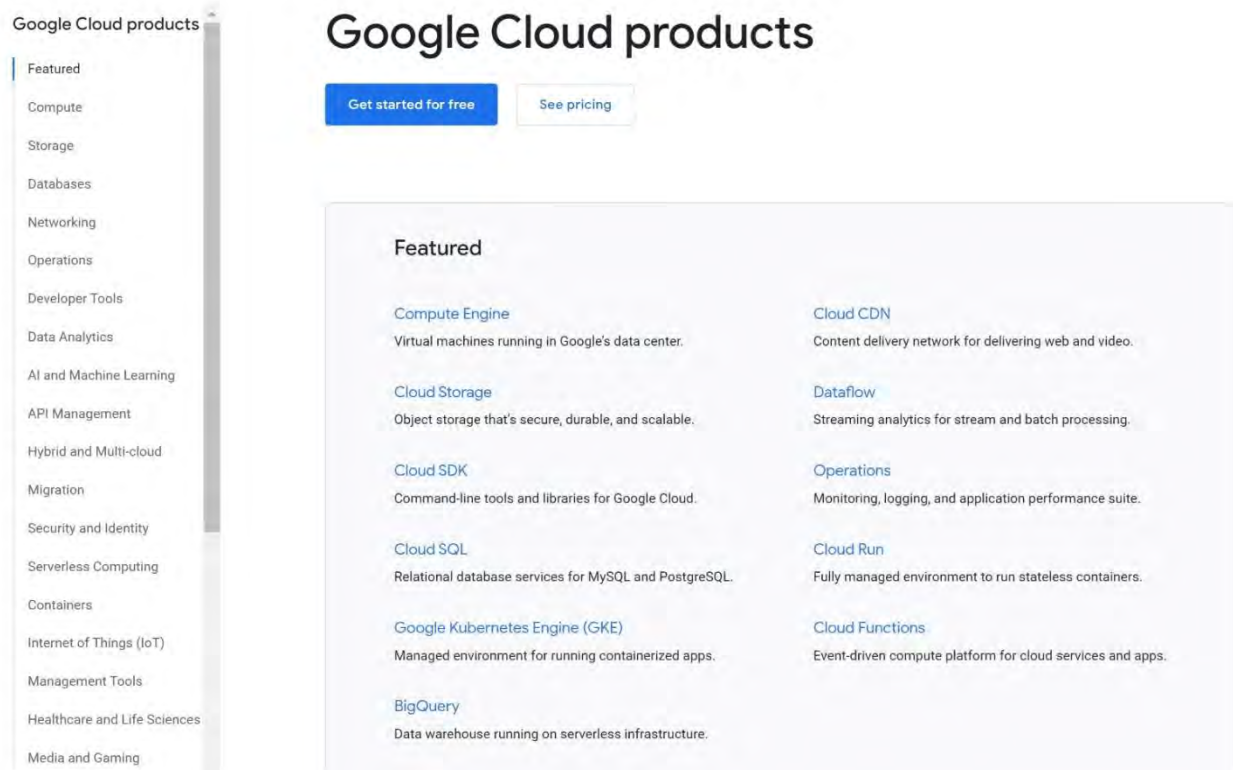 Google Cloud products
Featured
Compute
Storage
Databases
Networking
Operations
Developer Tools
Data Analytics
AI and Machine Learning
API Management
Hybrid and Multi-cloud
Migration
Security and Identity
Serverless Computing
Containers
Internet of Things (IoT)
Management Tools
Healthcare and Life Sciences
Media and Gaming
Google Cloud products
Get started for free
See pricing
Featured
Compute Engine
Virtual machines running in Google's data center.
Cloud Storage
Object storage that's secure, durable, and scalable.
Cloud SDK
Command-line tools and libraries for Google Cloud.
Cloud SQL
Relational database services for MySQL and PostgreSQL.
Google Kubernetes Engine (GKE)
Managed environment for running containerized apps.
BigQuery
Data warehouse running on serverless infrastructure.
Cloud CDN
Content delivery network for delivering web and video.
Dataflow
Streaming analytics for stream and batch processing.
Operations
Monitoring, logging, and application performance suite.
Cloud Run
Fully managed environment to run stateless containers.
Cloud Functions
Event-driven compute platform for cloud services and apps.